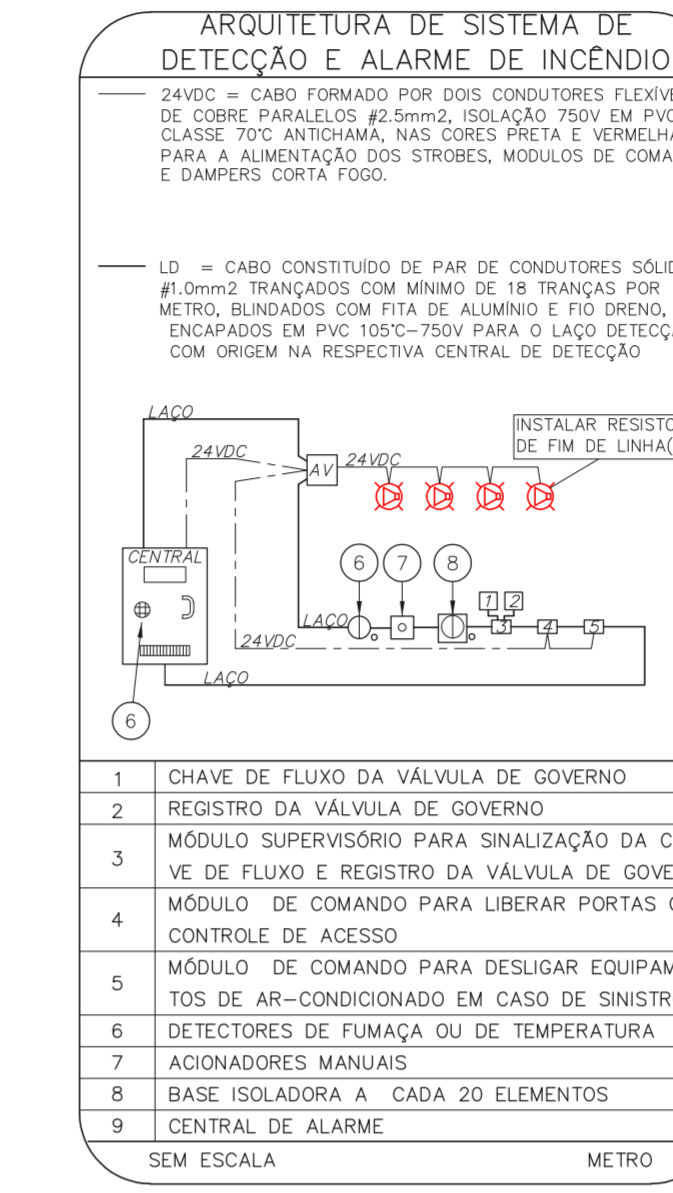 ARQUITETURA DE SISTEMA DE
DETECÇÃO E ALARME DE INCÊNDIO
24VDC = CABO FORMADO POR DOIS CONDUTORES FLEXÍVE
DE COBRE PARALELOS #2.5mm2, ISOLAÇÃO 750V EM PVC
CLASSE 70°C ANTICHAMA, NAS CORES PRETA E VERMELHA
PARA A ALIMENTAÇÃO DOS STROBES, MODULOS DE COMA
E DAMPERS CORTA FOGO.
LD = CABO CONSTITUÍDO DE PAR DE CONDUTORES SÓLID
#1.0mm2 TRANÇADOS COM MÍNIMO DE 18 TRANÇAS POR
METRO, BLINDADOS COM FITA DE ALUMÍNIO E FIO DRENO,
ENCAPADOS EM PVC 105°C-750V PARA O LAÇO DETECÇ
COM ORIGEM NA RESPECTIVA CENTRAL DE DETECÇÃO
LAÇO
INSTALAR RESISTO
DE FIM DE LINHA(
24VDC
AV
24VDC
CENTRAL
6
7
8
1
2
LAÇO
3
4
5
24VDC
LAÇO
6
1 CHAVE DE FLUXO DA VÁLVULA DE GOVERNO
2 REGISTRO DA VÁLVULA DE GOVERNO
3 MÓDULO SUPERVISÓRIO PARA SINALIZAÇÃO DA C
VE DE FLUXO E REGISTRO DA VÁLVULA DE GOVE
4 MÓDULO DE COMANDO PARA LIBERAR PORTAS
CONTROLE DE ACESSO
5 MÓDULO DE COMANDO PARA DESLIGAR EQUIPAM
TOS DE AR-CONDICIONADO EM CASO DE SINISTR
6 DETECTORES DE FUMAÇA OU DE TEMPERATURA
7 ACIONADORES MANUAIS
8 BASE ISOLADORA A CADA 20 ELEMENTOS
9 CENTRAL DE ALARME
SEM ESCALA METRO